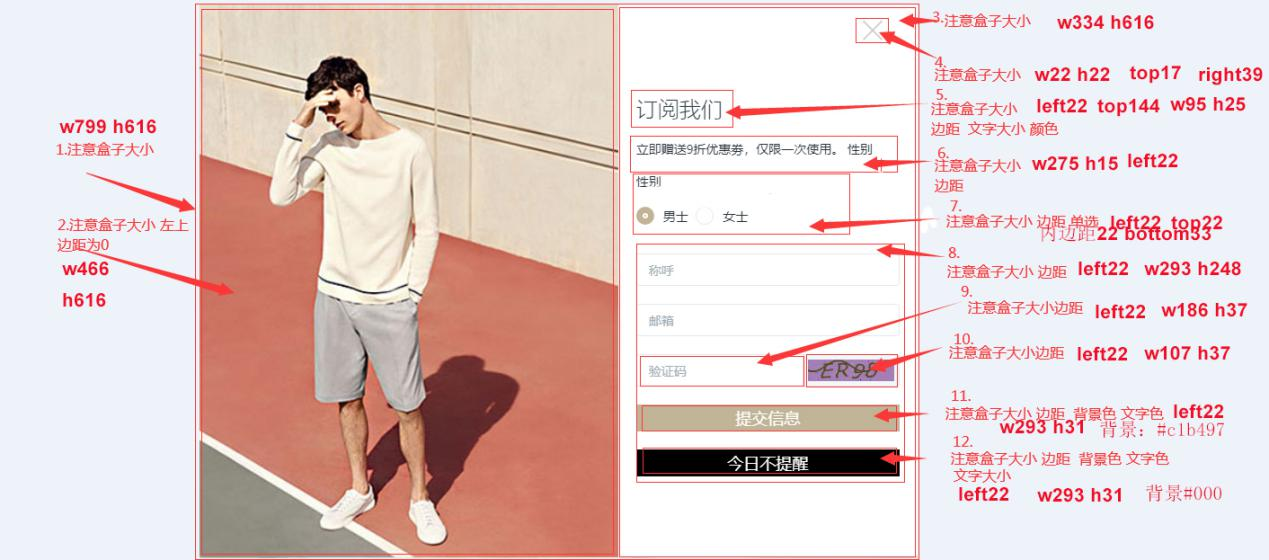 w799 h616
1.注意盒子大小
2.注意盒子大小 左上
边距为0
w466
h616
订阅我们
立即赠送9折优惠劵，仅限一次使用。 性别
性别
男士 女士
称呼
邮箱
验证码 ER98
提交信息
今日不提醒
3.注意盒子大小 w334 h616
4.
注意盒子大小 w22 h22 top17 right39
5.
注意盒子大小 left22 top144 w95 h25
边距 文字大小 颜色
6.
注意盒子大小 w275 h15 left22
边距
7.
注意盒子大小 边距 单选 left22 top22
内边距22 bottom33
8.
注意盒子大小 边距 left22 w293 h248
9.
注意盒子大小边距 left22 w186 h37
10.
注意盒子大小边距 left22 w107 h37
11.
注意盒子大小 边距 背景色 文字色 left22
w293 h31 背景：#c1b497
12.
注意盒子大小 边距 背景色 文字色
文字大小
left22 w293 h31 背景#000